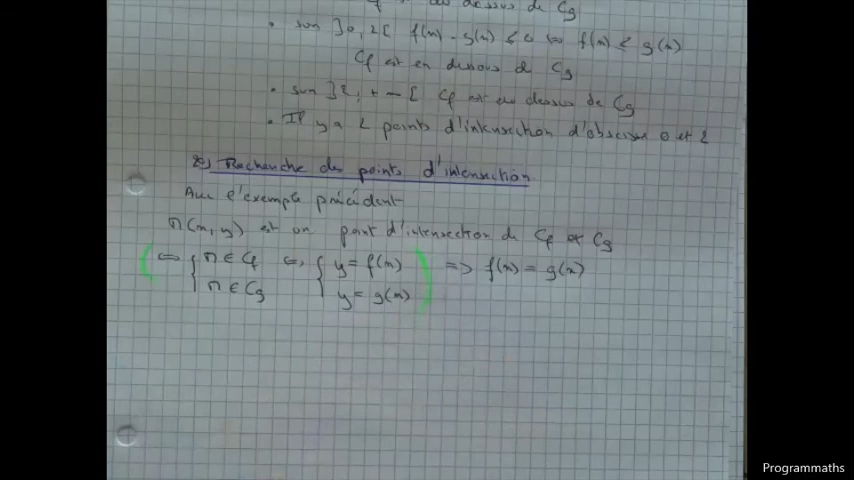 au dessus de Cg
• sur ]0, 2[ f(x) - g(x) < 0 ⇔ f(x) < g(x)
Cf est en dessous de Cg
• sur ]2, +∞[ Cf est au dessus de Cg
• Il y a 2 points d'intersection d'abscisse 0 et 2
2) Recherche des points d'intersection
Avec l'exemple précédent
M(x, y) est un point d'intersection de Cf et Cg
⇔ { M ∈ Cf ⇔ { y = f(x) ⇒ f(x) = g(x)
M ∈ Cg y = g(x)
Programmaths